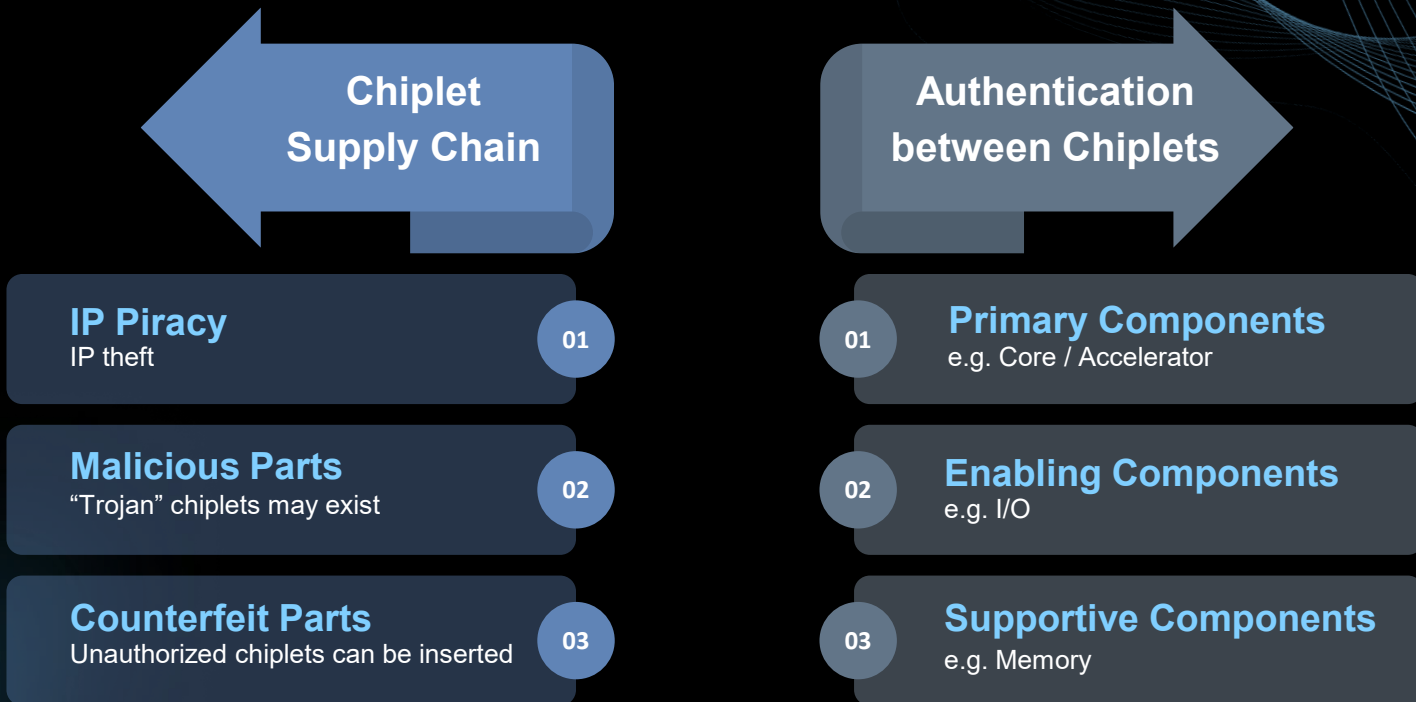 Chiplet
Supply Chain
IP Piracy
IP theft
01
Malicious Parts
“Trojan” chiplets may exist
02
Counterfeit Parts
Unauthorized chiplets can be inserted
03
Authentication
between Chiplets
01
Primary Components
e.g. Core / Accelerator
02
Enabling Components
e.g. I/O
03
Supportive Components
e.g. Memory